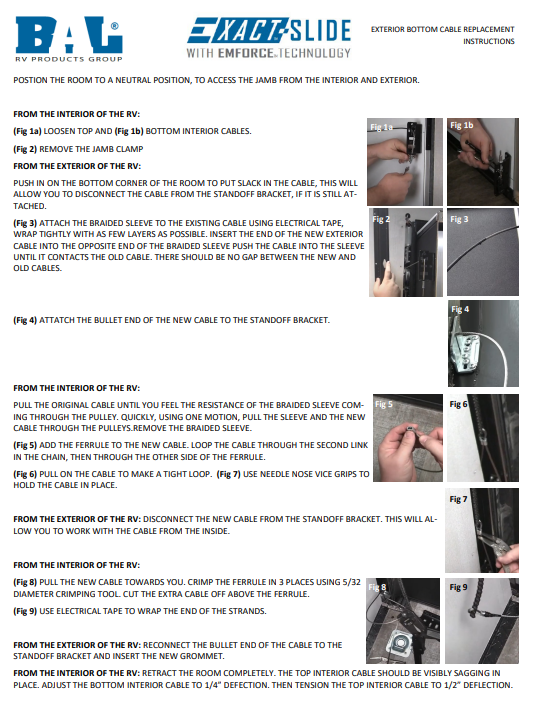 BAL®
RV PRODUCTS GROUP
EXACT-SLIDE
WITH EMFORCE TECHNOLOGY
EXTERIOR BOTTOM CABLE REPLACEMENT
INSTRUCTIONS
POSTION THE ROOM TO A NEUTRAL POSITION, TO ACCESS THE JAMB FROM THE INTERIOR AND EXTERIOR.
FROM THE INTERIOR OF THE RV:
(Fig 1a) LOOSEN TOP AND (Fig 1b) BOTTOM INTERIOR CABLES.
(Fig 2) REMOVE THE JAMB CLAMP
FROM THE EXTERIOR OF THE RV:
PUSH IN ON THE BOTTOM CORNER OF THE ROOM TO PUT SLACK IN THE CABLE, THIS WILL
ALLOW YOU TO DISCONNECT THE CABLE FROM THE STANDOFF BRACKET, IF IT IS STILL AT-
TACHED.
(Fig 3) ATTACH THE BRAIDED SLEEVE TO THE EXISTING CABLE USING ELECTRICAL TAPE,
WRAP TIGHTLY WITH AS FEW LAYERS AS POSSIBLE. INSERT THE END OF THE NEW EXTERIOR
CABLE INTO THE OPPOSITE END OF THE BRAIDED SLEEVE PUSH THE CABLE INTO THE SLEEVE
UNTIL IT CONTACTS THE OLD CABLE. THERE SHOULD BE NO GAP BETWEEN THE NEW AND
OLD CABLES.
Fig 1a
Fig 1b
Fig 2
Fig 3
(Fig 4) ATTATCH THE BULLET END OF THE NEW CABLE TO THE STANDOFF BRACKET.
Fig 4
FROM THE INTERIOR OF THE RV:
PULL THE ORIGINAL CABLE UNTIL YOU FEEL THE RESISTANCE OF THE BRAIDED SLEEVE COM-
ING THROUGH THE PULLEY. QUICKLY, USING ONE MOTION, PULL THE SLEEVE AND THE NEW
CABLE THROUGH THE PULLEYS.REMOVE THE BRAIDED SLEEVE.
(Fig 5) ADD THE FERRULE TO THE NEW CABLE. LOOP THE CABLE THROUGH THE SECOND LINK
IN THE CHAIN, THEN THROUGH THE OTHER SIDE OF THE FERRULE.
(Fig 6) PULL ON THE CABLE TO MAKE A TIGHT LOOP. (Fig 7) USE NEEDLE NOSE VICE GRIPS TO
HOLD THE CABLE IN PLACE.
Fig 5
Fig 6
Fig 7
FROM THE EXTERIOR OF THE RV: DISCONNECT THE NEW CABLE FROM THE STANDOFF BRACKET. THIS WILL AL-
LOW YOU TO WORK WITH THE CABLE FROM THE INSIDE.
FROM THE INTERIOR OF THE RV:
(Fig 8) PULL THE NEW CABLE TOWARDS YOU. CRIMP THE FERRULE IN 3 PLACES USING 5/32
DIAMETER CRIMPING TOOL. CUT THE EXTRA CABLE OFF ABOVE THE FERRULE.
(Fig 9) USE ELECTRICAL TAPE TO WRAP THE END OF THE STRANDS.
Fig 8
Fig 9
FROM THE EXTERIOR OF THE RV: RECONNECT THE BULLET END OF THE CABLE TO THE
STANDOFF BRACKET AND INSERT THE NEW GROMMET.
FROM THE INTERIOR OF THE RV: RETRACT THE ROOM COMPLETELY. THE TOP INTERIOR CABLE SHOULD BE VISIBLY SAGGING IN
PLACE. ADJUST THE BOTTOM INTERIOR CABLE TO 1/4" DEFECTION. THEN TENSION THE TOP INTERIOR CABLE TO 1/2" DEFLECTION.